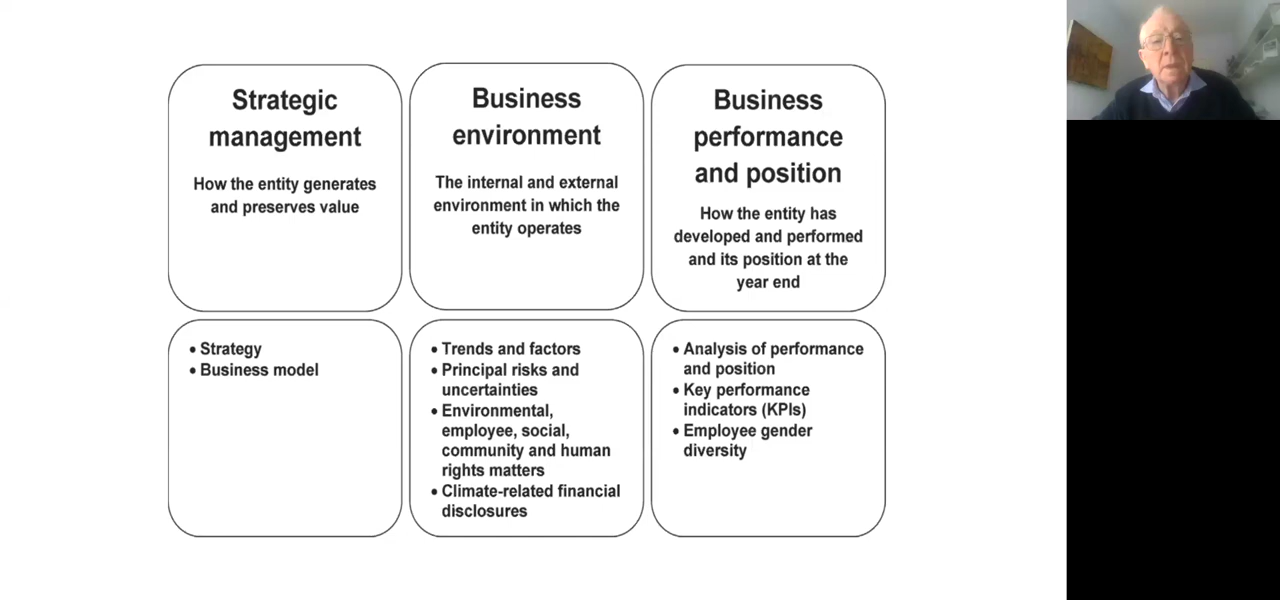 Strategic
management
How the entity generates
and preserves value
Business
environment
The internal and external
environment in which the
entity operates
Business
performance
and position
How the entity has
developed and performed
and its position at the
year end
• Strategy
• Business model
• Trends and factors
• Principal risks and
uncertainties
• Environmental,
employee, social,
community and human
rights matters
• Climate-related financial
disclosures
• Analysis of performance
and position
• Key performance
indicators (KPIs)
• Employee gender
diversity